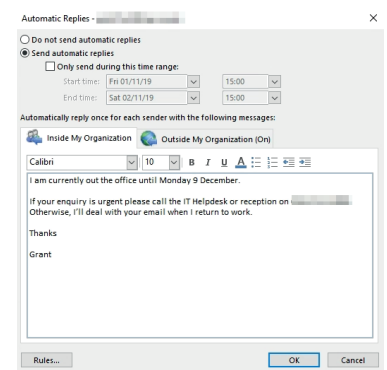 Automatic Replies -
Do not send automatic replies
Send automatic replies
Only send during this time range:
Start time: Fri 01/11/19 15:00
End time: Sat 02/11/19 15:00
Automatically reply once for each sender with the following messages:
Inside My Organization Outside My Organization (On)
Calibri 10 B I U A
I am currently out the office until Monday 9 December.
If your enquiry is urgent please call the IT Helpdesk or reception on
Otherwise, I'll deal with your email when I return to work.
Thanks
Grant
Rules... OK Cancel